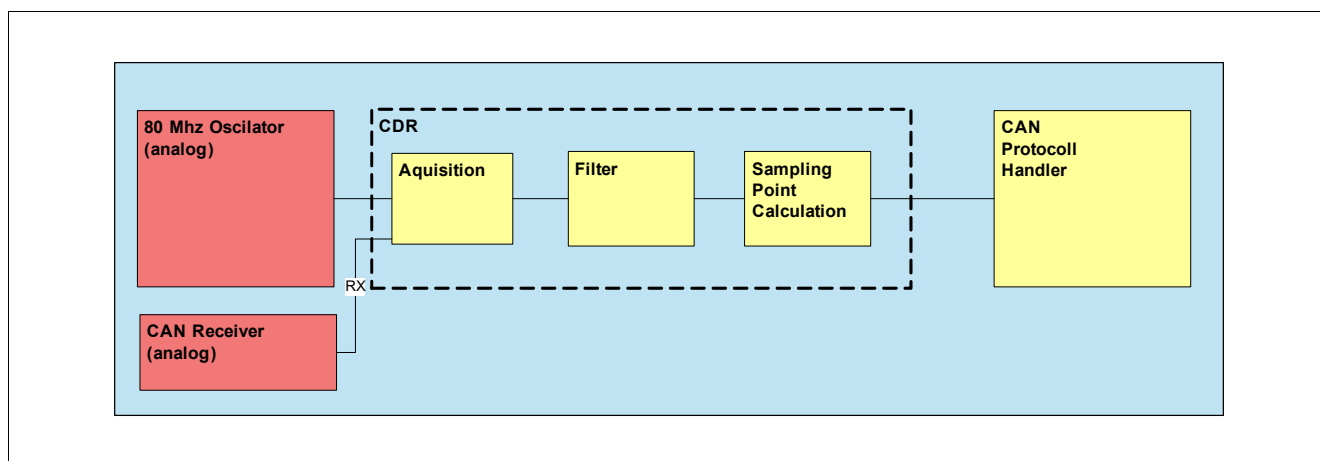 80 Mhz Oscilator
(analog)
CDR
Aquisition
Filter
Sampling
Point
Calculation
CAN
Protocoll
Handler
RX
CAN Receiver
(analog)